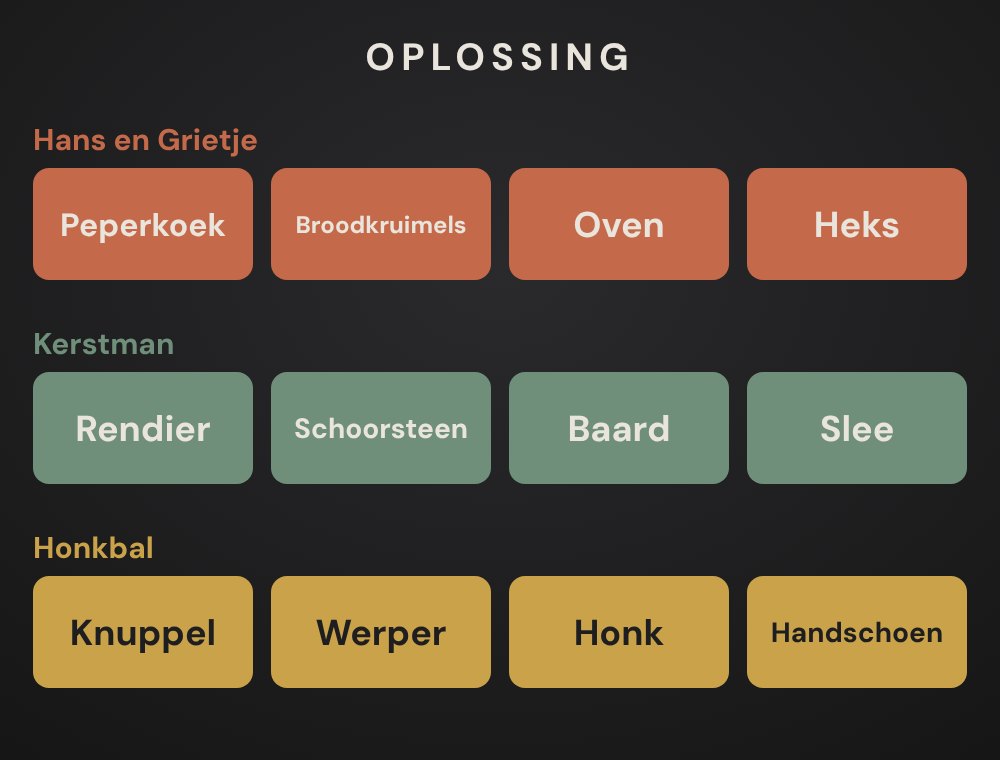 OPLOSSING
Hans en Grietje
Peperkoek Broodkruimels Oven Heks
Kerstman
Rendier Schoorsteen Baard Slee
Honkbal
Knuppel Werper Honk Handschoen